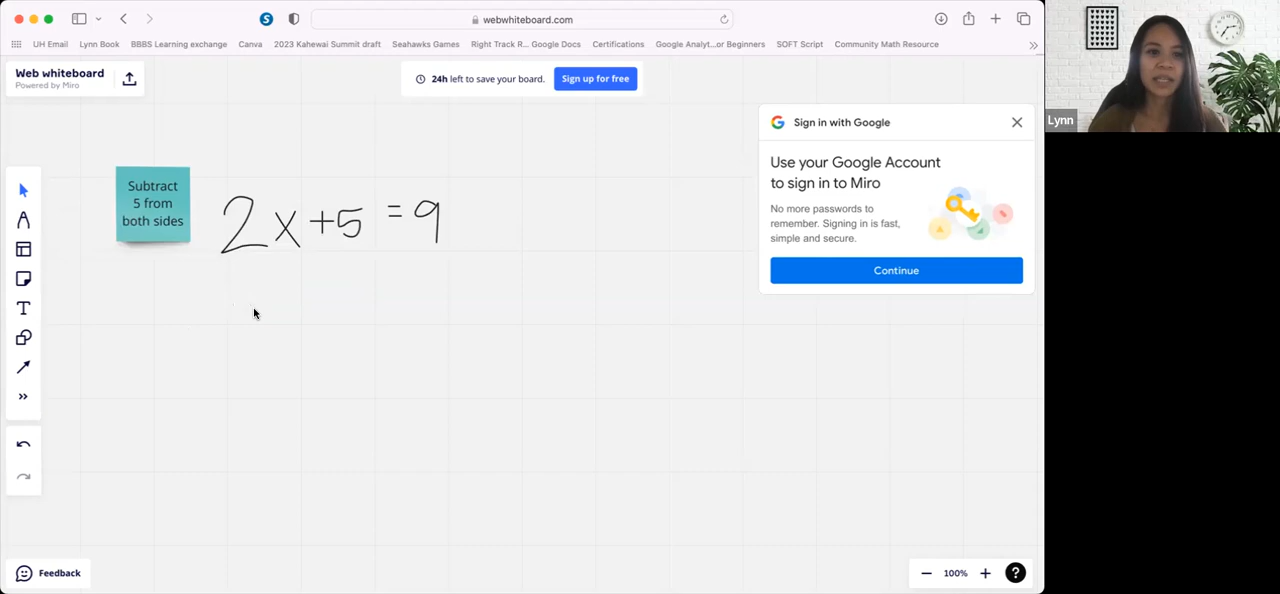 webwhiteboard.com
UH Email Lynn Book BBBS Learning exchange Canva 2023 Kahewai Summit draft Seahawks Games Right Track R... Google Docs Certifications Google Analyt...or Beginners SOFT Script Community Math Resource
Web whiteboard
Powered by Miro
24h left to save your board.
Sign up for free
Lynn
Sign in with Google
Use your Google Account
to sign in to Miro
No more passwords to
remember. Signing in is fast,
simple and secure.
Continue
Subtract
5 from
both sides
2x+5=9
Feedback
100%